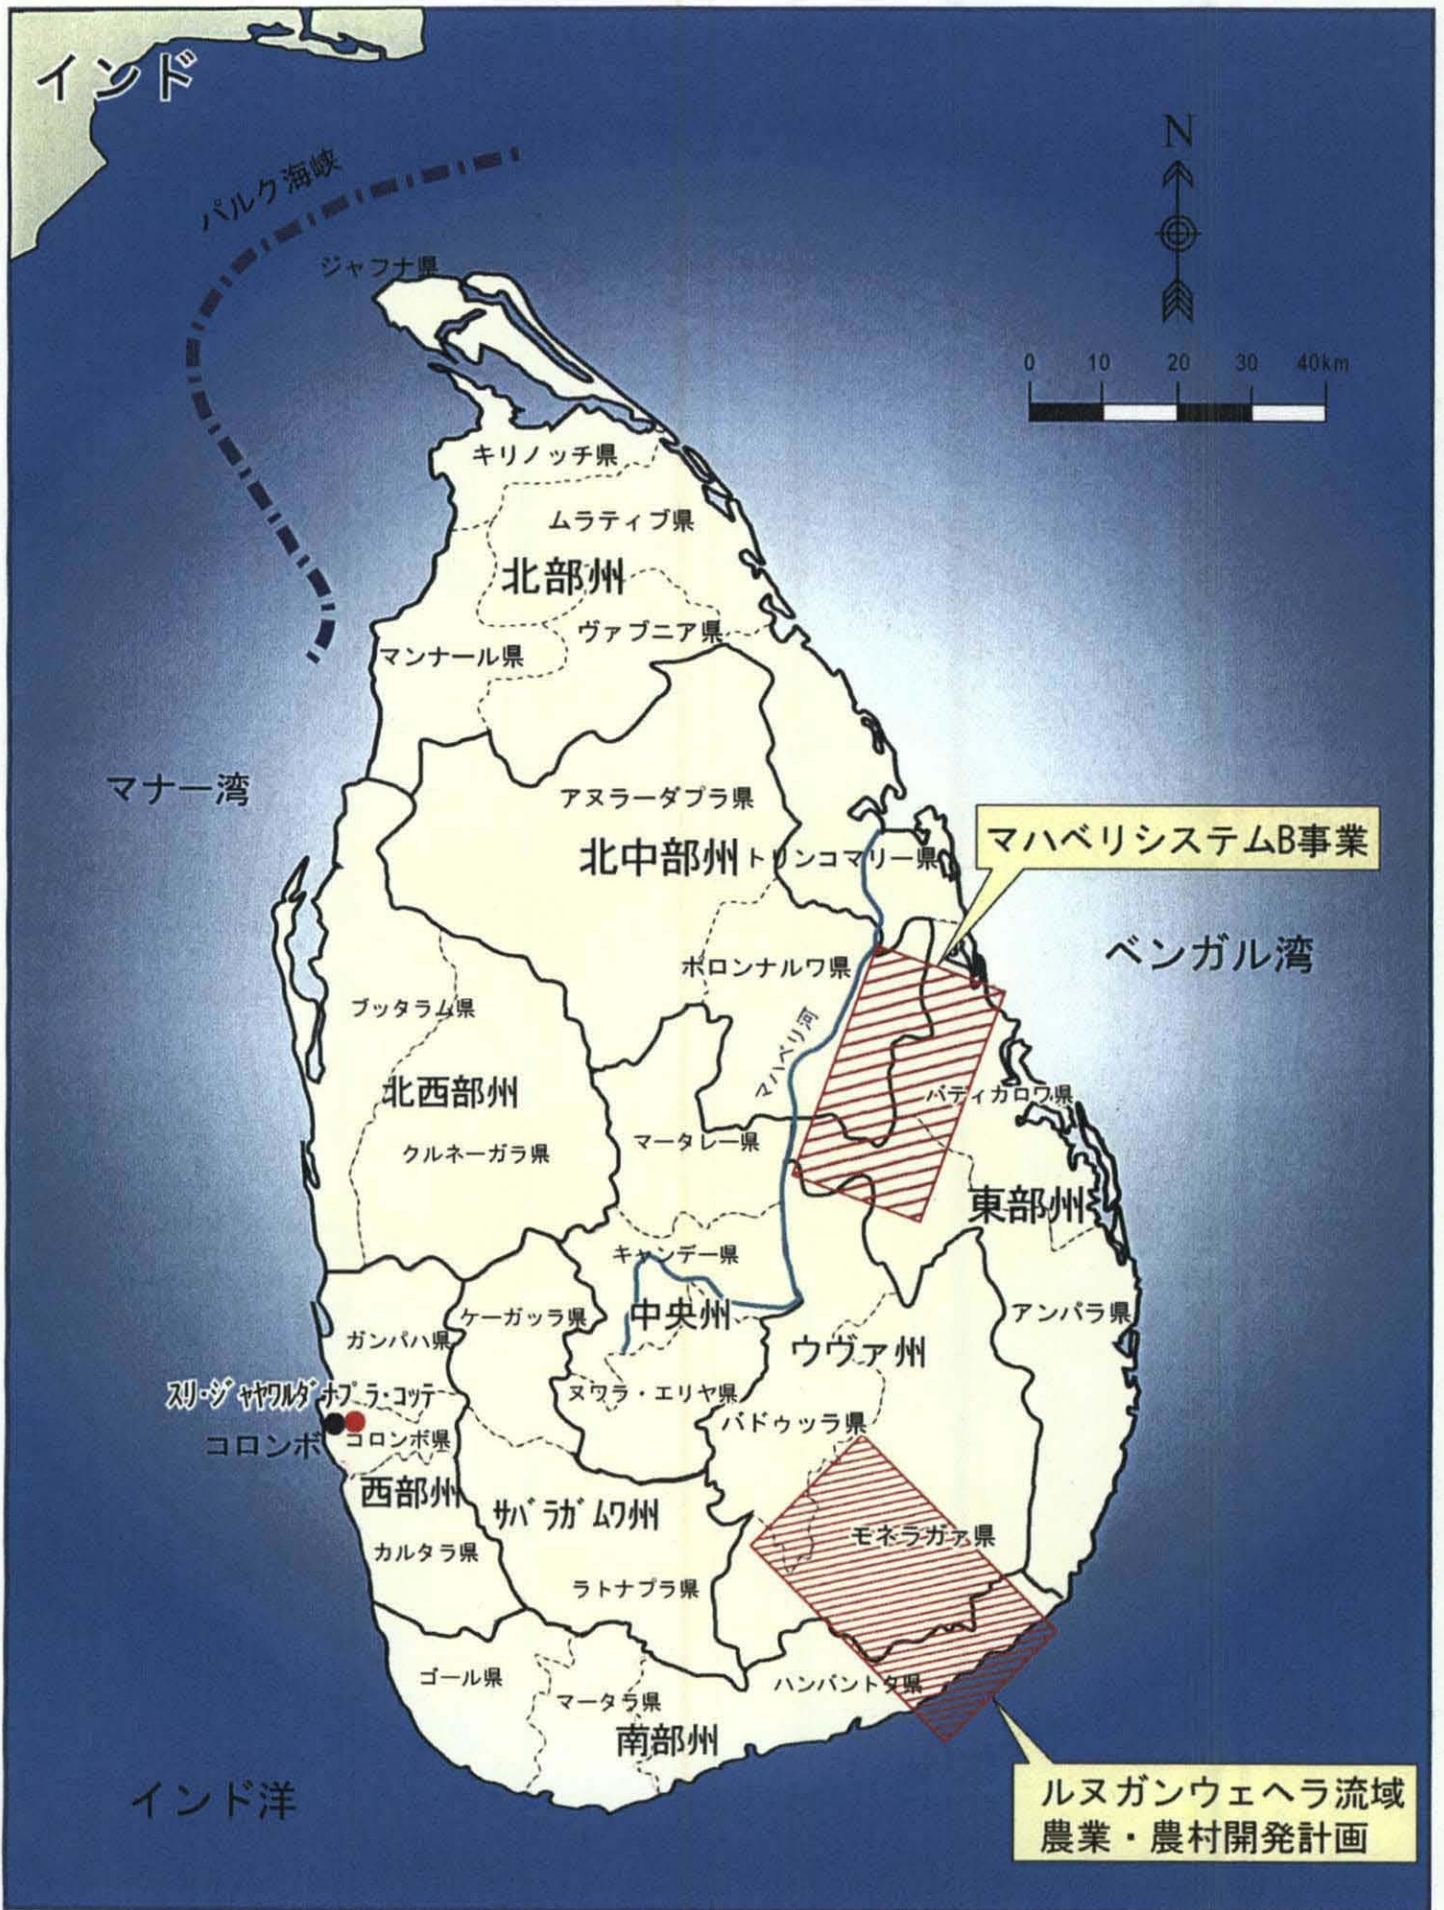 インド
N
パルク海峡
ジャフナ県
0 10 20 30 40km
キリノッチ県
ムラティブ県
北部州
ヴァブニア県
マンナール県
マナー湾
アヌラーダプラ県
マハベリシステムB事業
北中部州
トリンコマリー県
ベンガル湾
ポロンナルワ県
プッタラム県
マハベリ河
北西部州
バティカロワ県
マータレー県
クルネーガラ県
東部州
キャンデー県
ケーガッラ県
中央州
アンパラ県
ガンパハ県
ウヴァ州
スリ・ジャヤワルダナプラ・コッテ
ヌワラ・エリヤ県
バドゥッラ県
コロンボ
コロンボ県
西部州
サバラガムワ州
モネラガァ県
カルタラ県
ラトナプラ県
ゴール県
ハンバントタ県
マータラ県
南部州
インド洋
ルヌガンウェヘラ流域
農業・農村開発計画